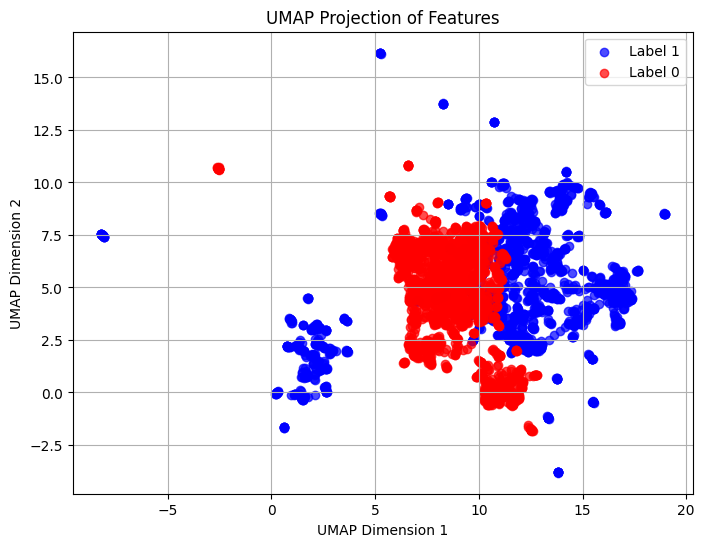 UMAP Projection of Features
Label 1
Label 0
UMAP Dimension 2
15.0
12.5
10.0
7.5
5.0
2.5
0.0
−2.5
−5
0
5
10
15
20
UMAP Dimension 1